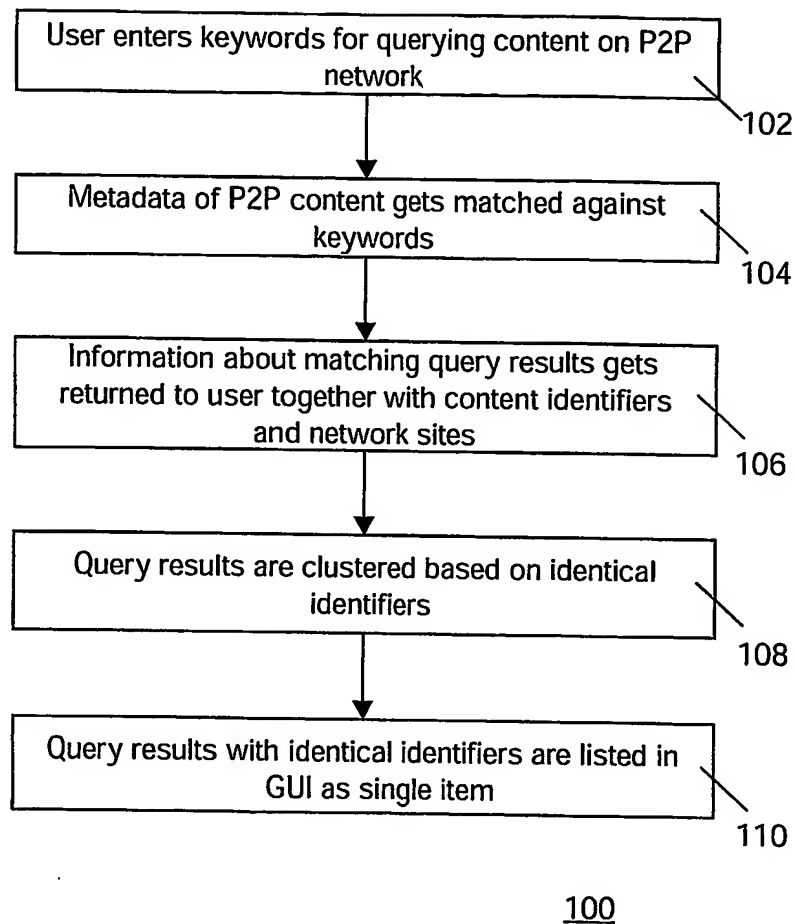 User enters keywords for querying content on P2P
network
102
Metadata of P2P content gets matched against
keywords
104
Information about matching query results gets
returned to user together with content identifiers
and network sites
106
Query results are clustered based on identical
identifiers
108
Query results with identical identifiers are listed in
GUI as single item
110
100